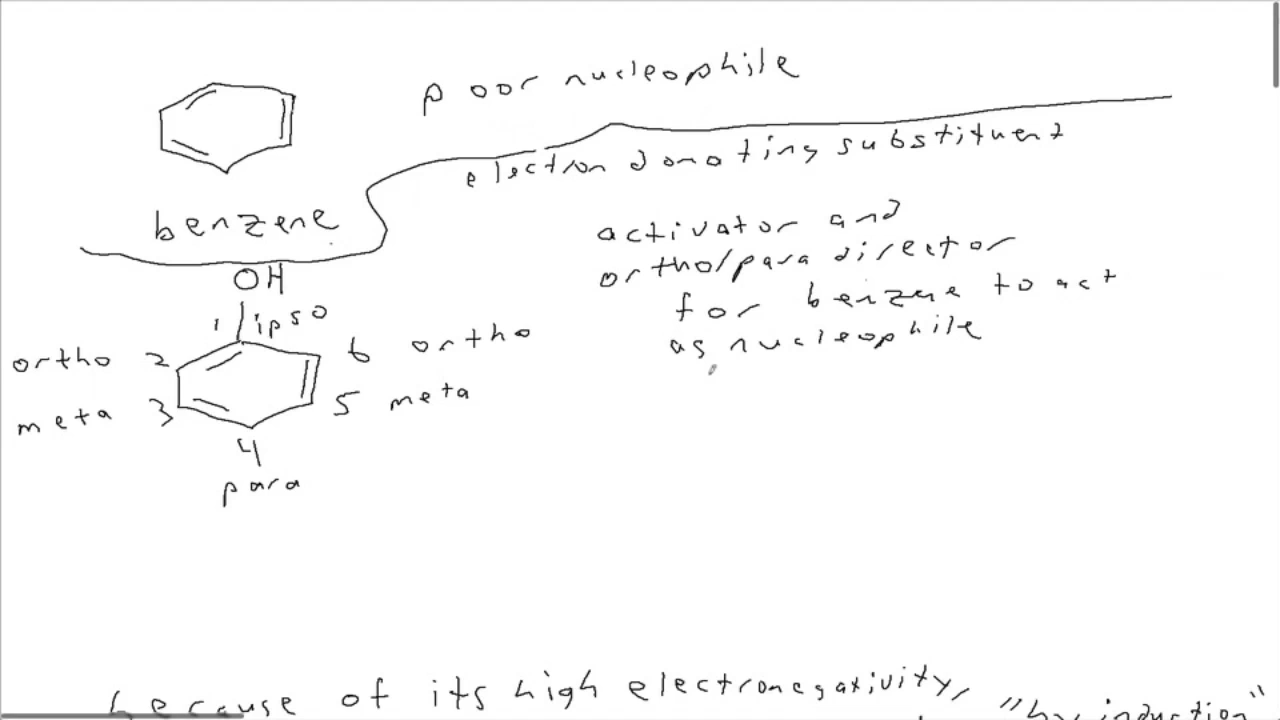 poor nucleophile
electron donating substituent
benzene
activator and
ortho/para director
for benzene to act
as nucleophile
OH
1 ipso
ortho 2
6 ortho
meta 3
5 meta
4
para
because of its high electronegativity, "by induction"